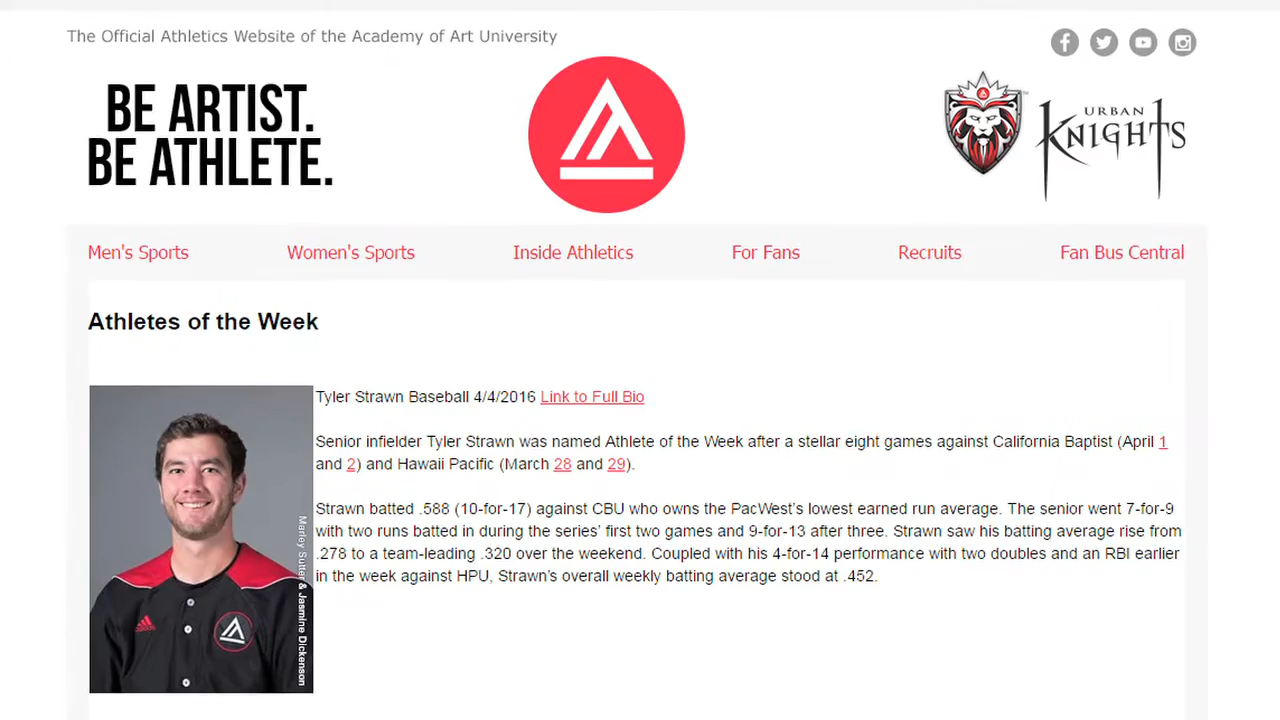 The Official Athletics Website of the Academy of Art University
BE ARTIST.
BE ATHLETE.
URBAN
KNIGHTS
Men's Sports Women's Sports Inside Athletics For Fans Recruits Fan Bus Central
Athletes of the Week
Tyler Strawn Baseball 4/4/2016 Link to Full Bio
Senior infielder Tyler Strawn was named Athlete of the Week after a stellar eight games against California Baptist (April 1
and 2) and Hawaii Pacific (March 28 and 29).
Strawn batted .588 (10-for-17) against CBU who owns the PacWest's lowest earned run average. The senior went 7-for-9
with two runs batted in during the series' first two games and 9-for-13 after three. Strawn saw his batting average rise from
.278 to a team-leading .320 over the weekend. Coupled with his 4-for-14 performance with two doubles and an RBI earlier
in the week against HPU, Strawn's overall weekly batting average stood at .452.
Marley Sutter & Jasmine Dickenson